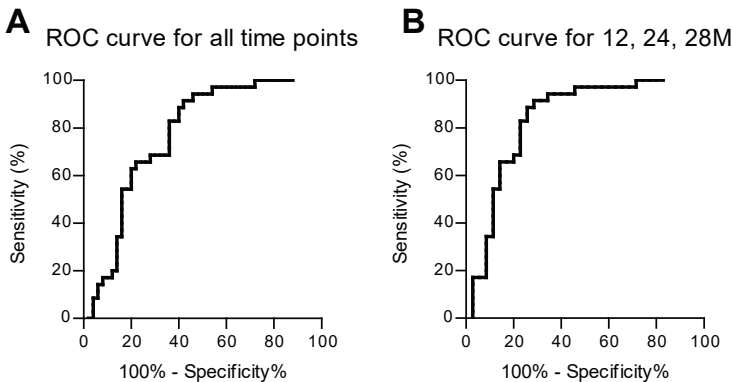 A
ROC curve for all time points
100
80
60
40
20
0
Sensitivity (%)
0 20 40 60 80 100
100% - Specificity%
B
ROC curve for 12, 24, 28M
100
80
60
40
20
0
Sensitivity (%)
0 20 40 60 80 100
100% - Specificity%